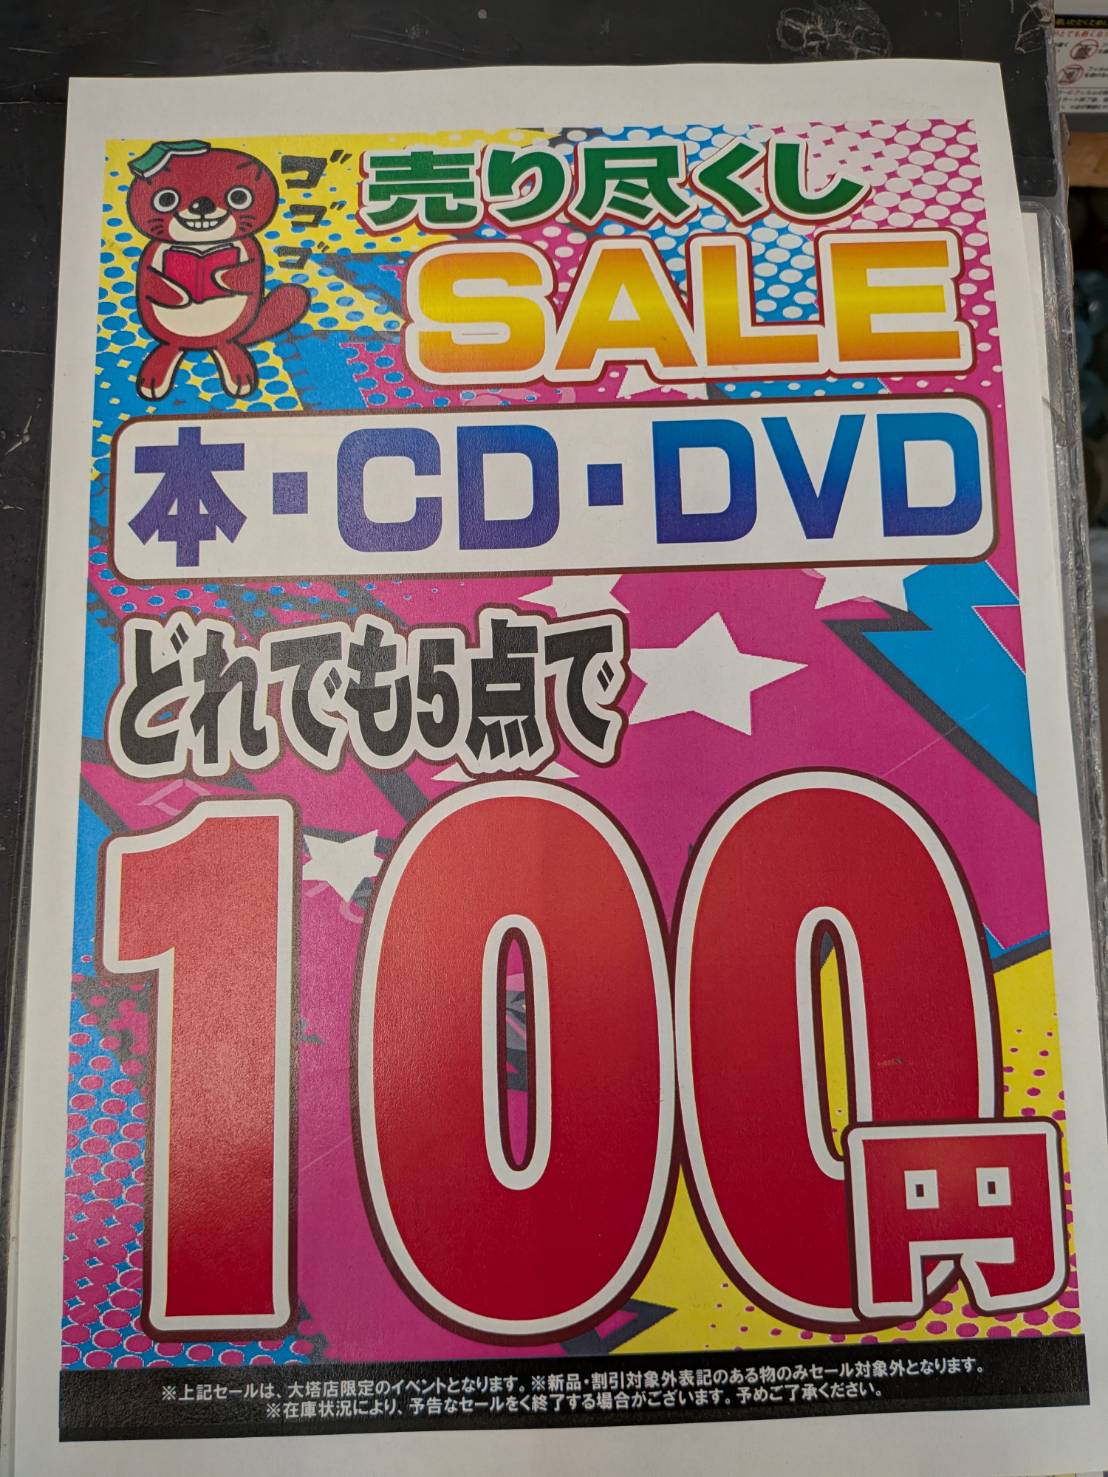 ゴゴゴ
売り尽くし
SALE
本・CD・DVD
どれでも5点で
100円
※上記セールは、大塔店限定のイベントとなります。※新品・割引対象外表記のある物のみセール対象外となります。
※在庫状況により、予告なセールをく終了する場合がございます。予めご了承ください。